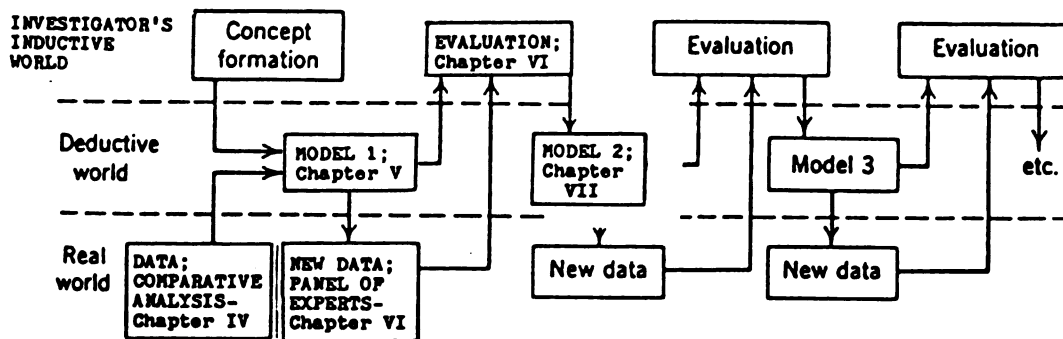 INVESTIGATOR'S
INDUCTIVE
WORLD
Concept
formation
EVALUATION;
Chapter VI
Evaluation
Evaluation
Deductive
world
MODEL 1;
Chapter V
MODEL 2;
Chapter
VII
Model 3
etc.
Real
world
DATA;
COMPARATIVE
ANALYSIS-
Chapter IV
NEW DATA;
PANEL OF
EXPERTS-
Chapter VI
New data
New data